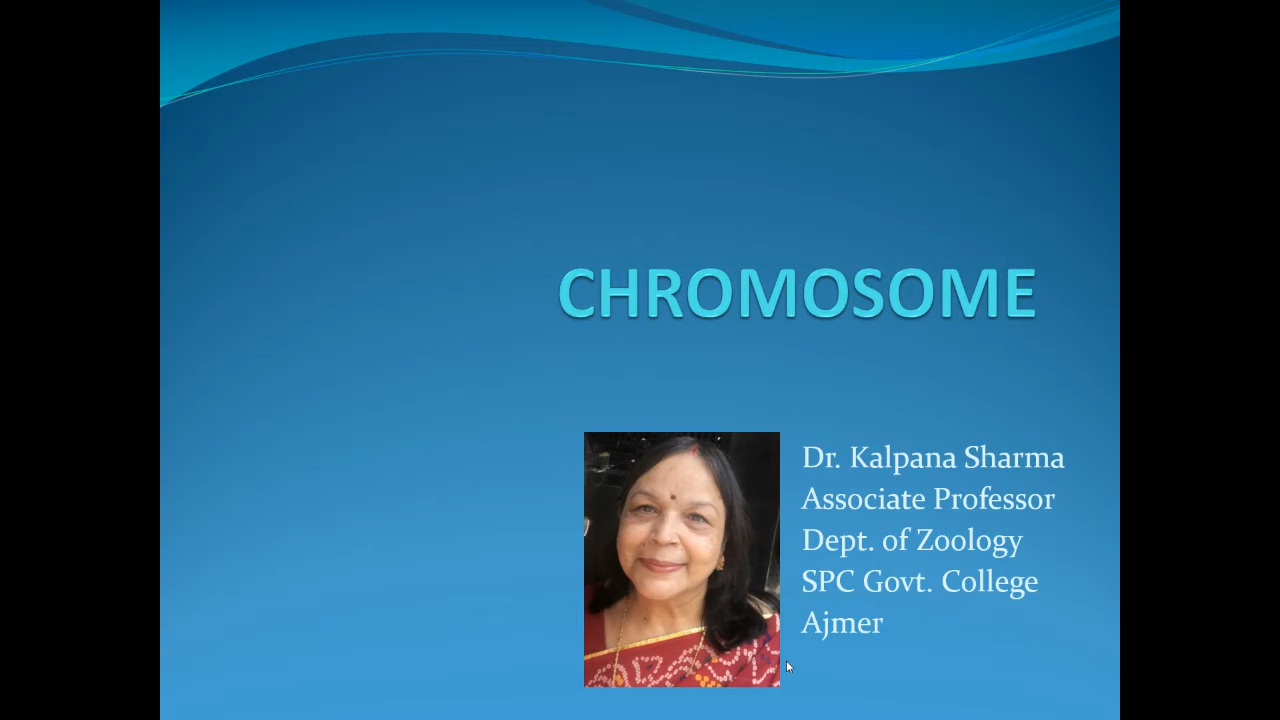 CHROMOSOME
Dr. Kalpana Sharma
Associate Professor
Dept. of Zoology
SPC Govt. College
Ajmer